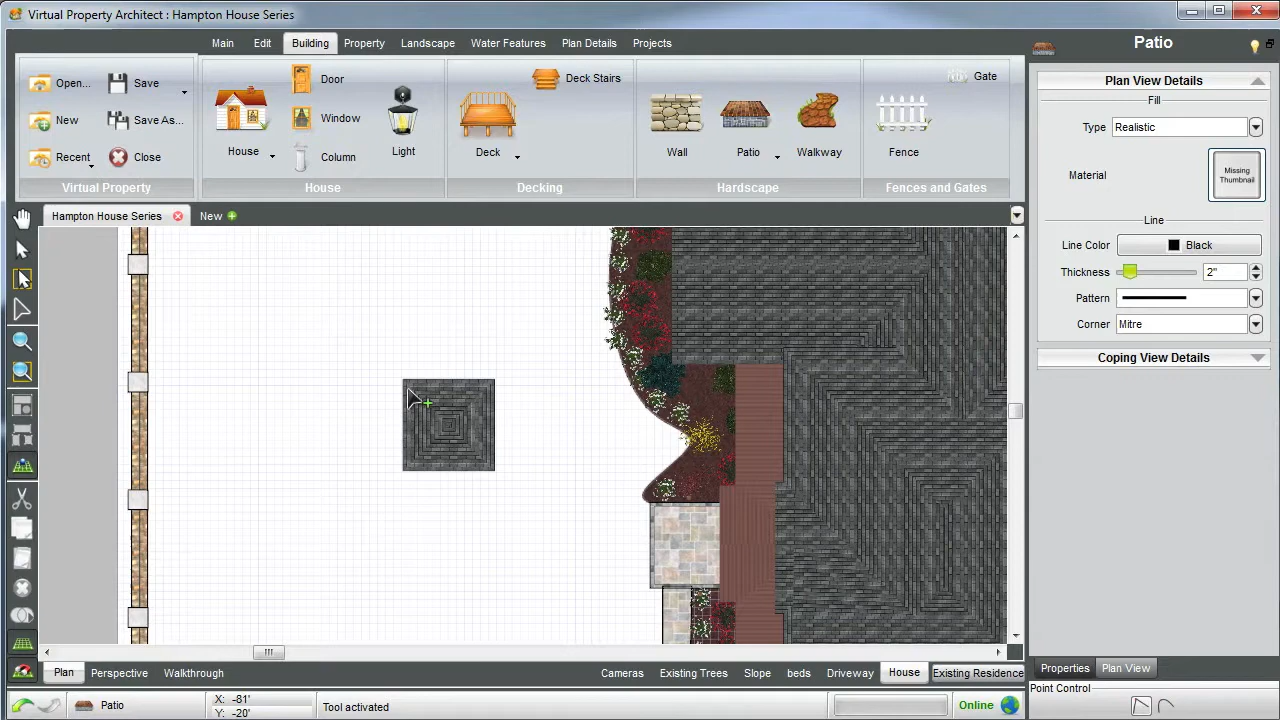 Virtual Property Architect : Hampton House Series
Main Edit Building Property Landscape Water Features Plan Details Projects
Patio
Open... Save
New Save As...
Recent Close
Virtual Property
House
Door
Window
Column
Light
House
Deck
Deck Stairs
Decking
Wall Patio Walkway
Hardscape
Gate
Fence
Fences and Gates
Hampton House Series New
Plan View Details
Fill
Type Realistic
Material Missing Thumbnail
Line
Line Color Black
Thickness 2"
Pattern
Corner Mitre
Coping View Details
Plan Perspective Walkthrough
Cameras Existing Trees Slope beds Driveway House Existing Residence
Properties Plan View
Point Control
Patio
X: -81'
Y: -20'
Tool activated
Online